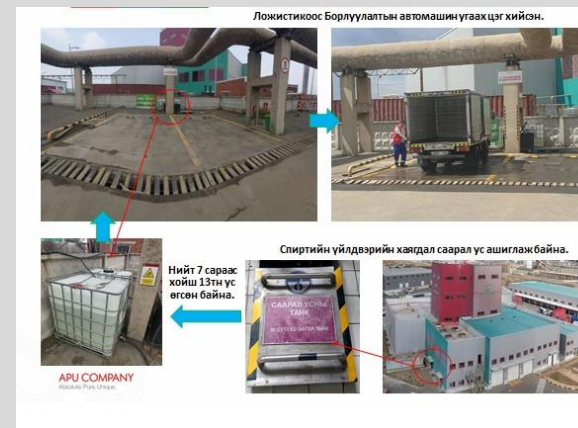 Ложистикоос Борлуулалтын автомашин угаах цэг хийсэн.
Спиртийн үйлдвэрийн хаягдал саарал ус ашиглаж байна.
Нийт 7 сараас
хойш 13тн ус
өгсөн байна.
СААРАЛ УСНЫ
ТАНК
RECYCLED WATER TANK
APU COMPANY
Absolute. Pure. Unique.